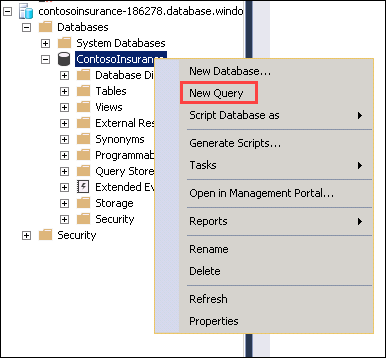 contosoinsurance-186278.database.windo
Databases
System Databases
ContosoInsurance
Database Di
Tables
Views
External Res
Synonyms
Programmab
Query Store
Extended Ev
Storage
Security
Security
New Database...
New Query
Script Database as
Generate Scripts...
Tasks
Open in Management Portal...
Reports
Rename
Delete
Refresh
Properties